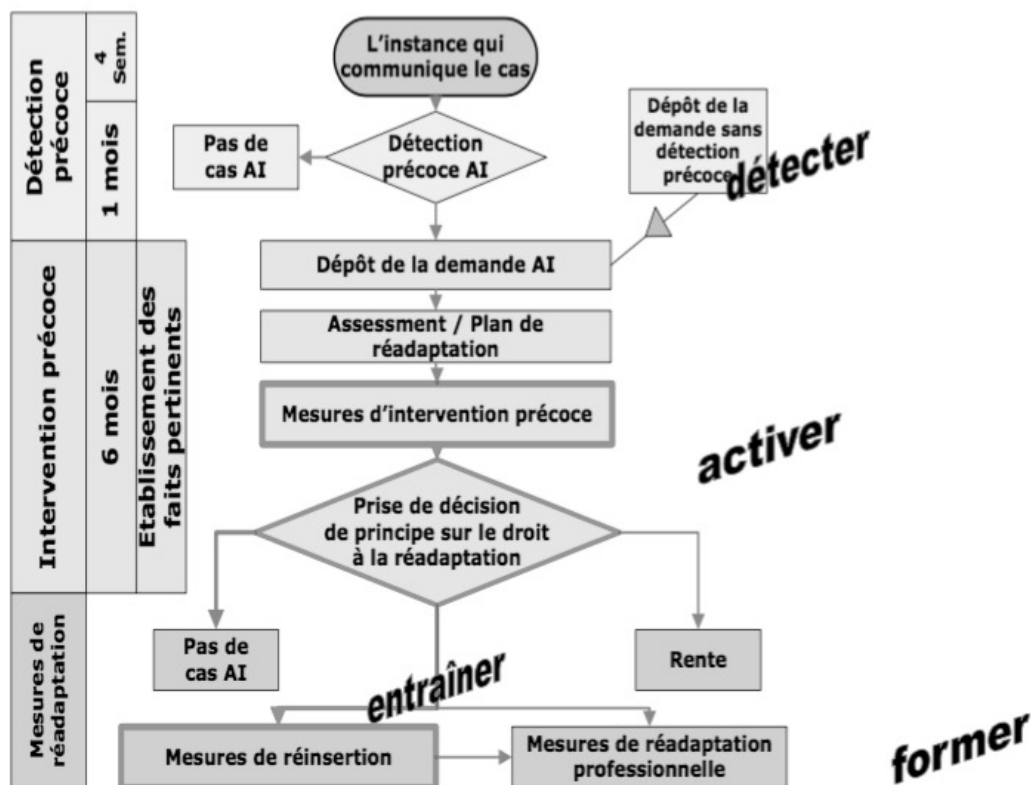 Détection
précoce
4
Sem.
1 mois
L'instance qui
communique le cas
Pas de
cas AI
Détection
précoce AI
Dépôt de la
demande sans
détection
précoce
détecter
Intervention précoce
6 mois
Etablissement des
faits pertinents
Dépôt de la demande AI
Assessment / Plan de
réadaptation
Mesures d'intervention précoce
activer
Prise de décision
de principe sur le droit
à la réadaptation
Mesures de
réadaptation
Pas de
cas AI
Rente
entraîner
Mesures de réinsertion
Mesures de réadaptation
professionnelle
former